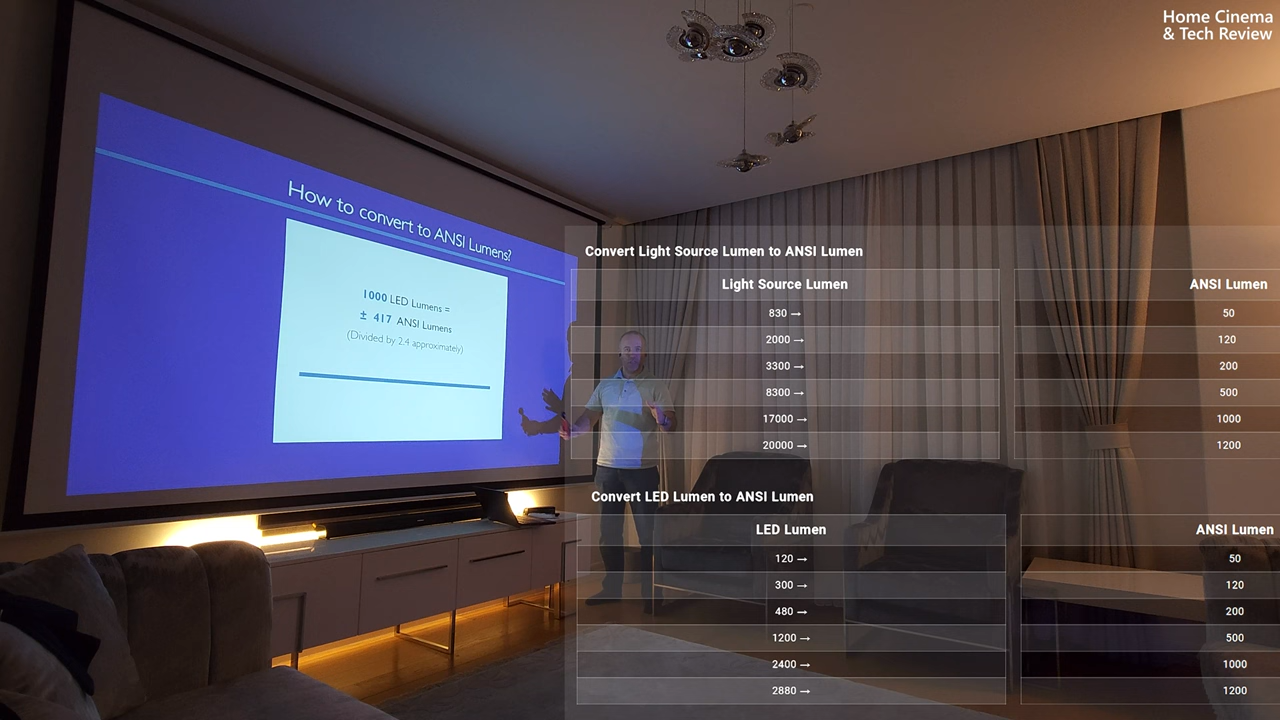 Home Cinema
& Tech Review
How to convert to ANSI Lumens?
1000 LED Lumens =
± 417 ANSI Lumens
(Divided by 2.4 approximately)
Convert Light Source Lumen to ANSI Lumen
Light Source Lumen ANSI Lumen
830 → 50
2000 → 120
3300 → 200
8300 → 500
17000 → 1000
20000 → 1200
Convert LED Lumen to ANSI Lumen
LED Lumen ANSI Lumen
120 → 50
300 → 120
480 → 200
1200 → 500
2400 → 1000
2880 → 1200